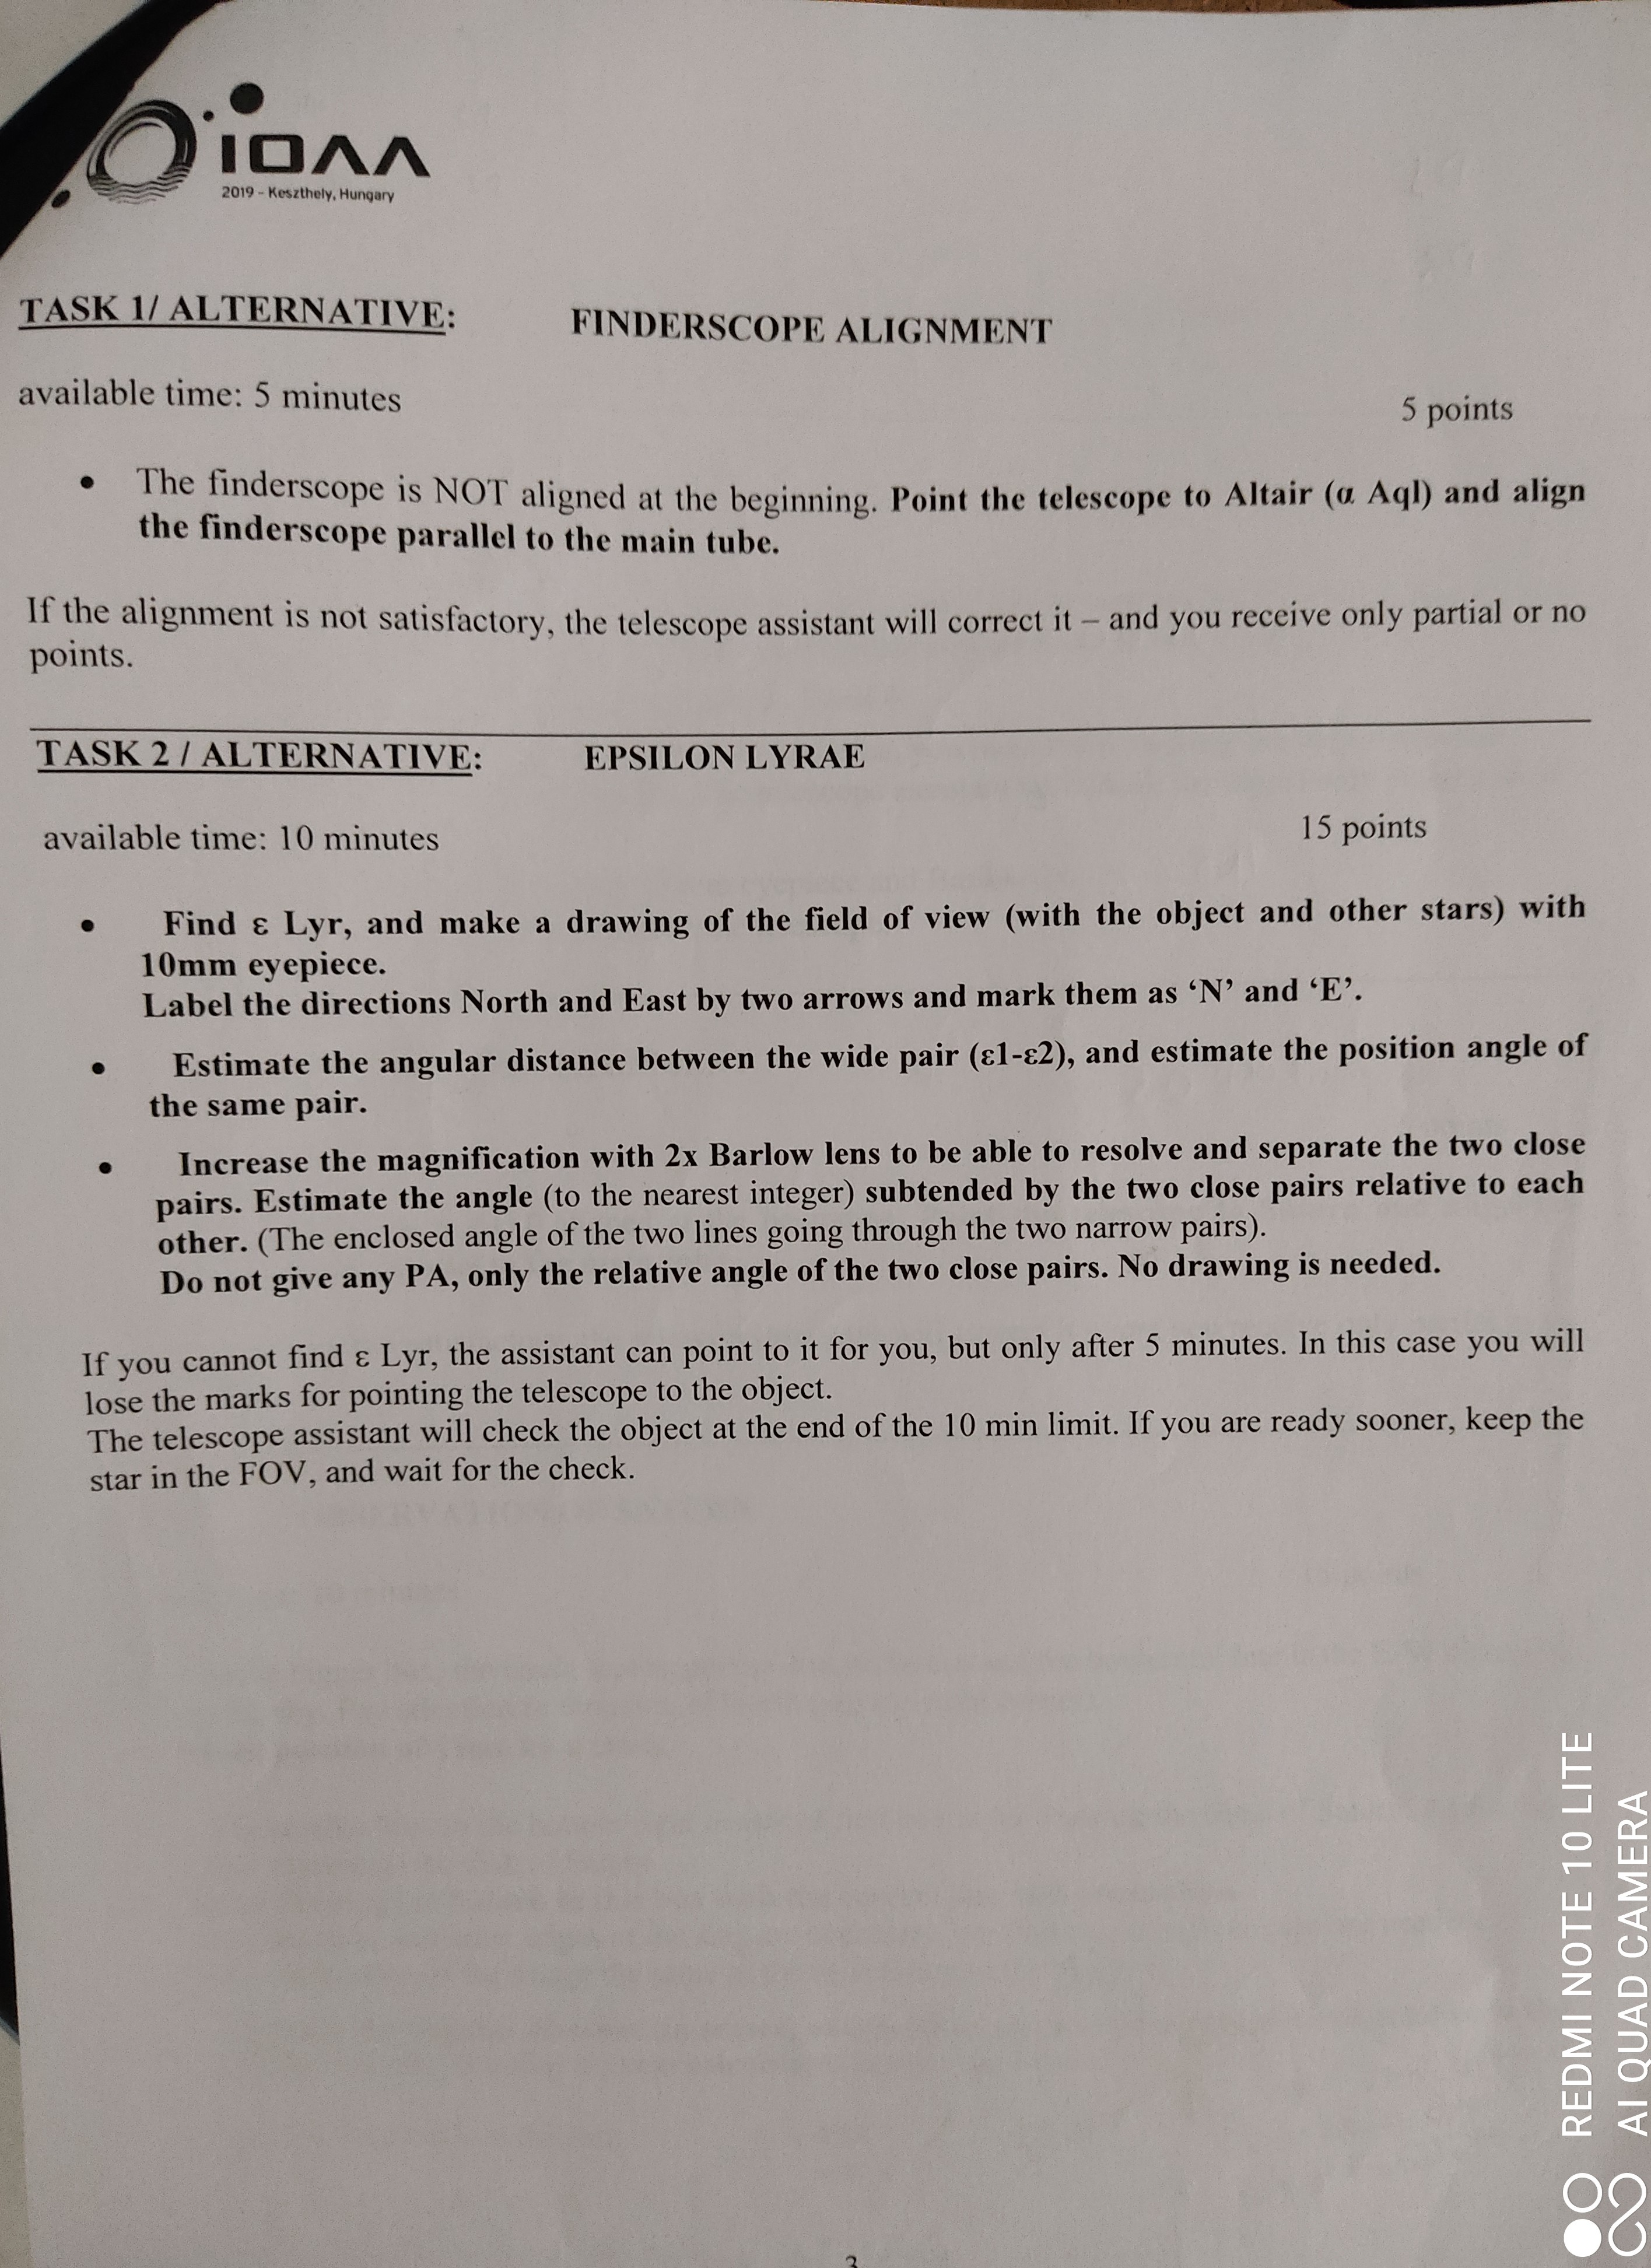 IOAA
2019 - Keszthely, Hungary
TASK 1/ ALTERNATIVE: FINDERSCOPE ALIGNMENT
available time: 5 minutes 5 points
• The finderscope is NOT aligned at the beginning. Point the telescope to Altair (α Aql) and align
the finderscope parallel to the main tube.
If the alignment is not satisfactory, the telescope assistant will correct it – and you receive only partial or no
points.
TASK 2 / ALTERNATIVE: EPSILON LYRAE
available time: 10 minutes 15 points
• Find ε Lyr, and make a drawing of the field of view (with the object and other stars) with
10mm eyepiece.
Label the directions North and East by two arrows and mark them as ‘N’ and ‘E’.
• Estimate the angular distance between the wide pair (ε1-ε2), and estimate the position angle of
the same pair.
• Increase the magnification with 2x Barlow lens to be able to resolve and separate the two close
pairs. Estimate the angle (to the nearest integer) subtended by the two close pairs relative to each
other. (The enclosed angle of the two lines going through the two narrow pairs).
Do not give any PA, only the relative angle of the two close pairs. No drawing is needed.
If you cannot find ε Lyr, the assistant can point to it for you, but only after 5 minutes. In this case you will
lose the marks for pointing the telescope to the object.
The telescope assistant will check the object at the end of the 10 min limit. If you are ready sooner, keep the
star in the FOV, and wait for the check.
3
REDMI NOTE 10 LITE
AI QUAD CAMERA